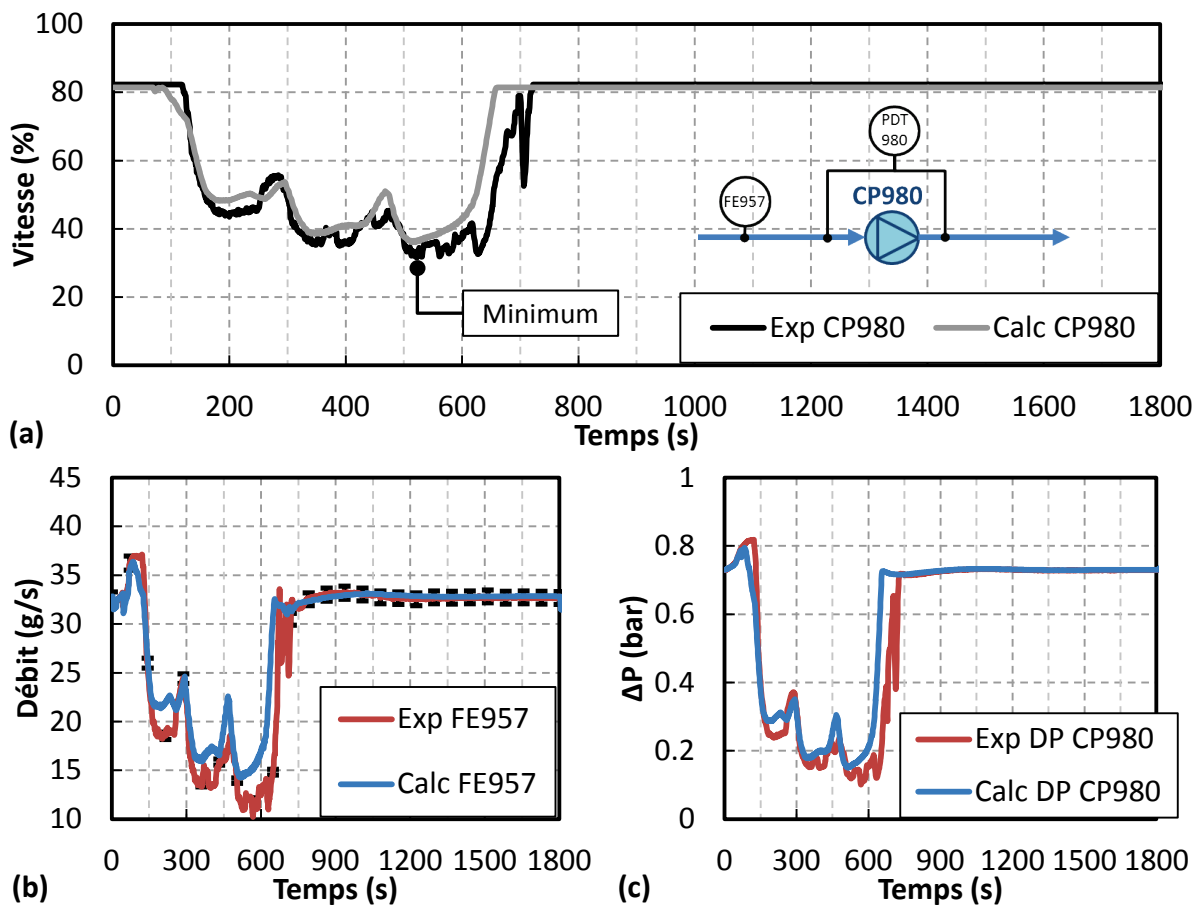 100
80
60
40
20
0
Vitesse (%)
PDT
980
FE957
CP980
Minimum
Exp CP980
Calc CP980
0 200 400 600 800 1000 1200 1400 1600 1800
Temps (s)
(a)
45
40
35
30
25
20
15
10
Débit (g/s)
Exp FE957
Calc FE957
0 300 600 900 1200 1500 1800
Temps (s)
(b)
1
0.8
0.6
0.4
0.2
0
ΔP (bar)
Exp DP CP980
Calc DP CP980
0 300 600 900 1200 1500 1800
Temps (s)
(c)